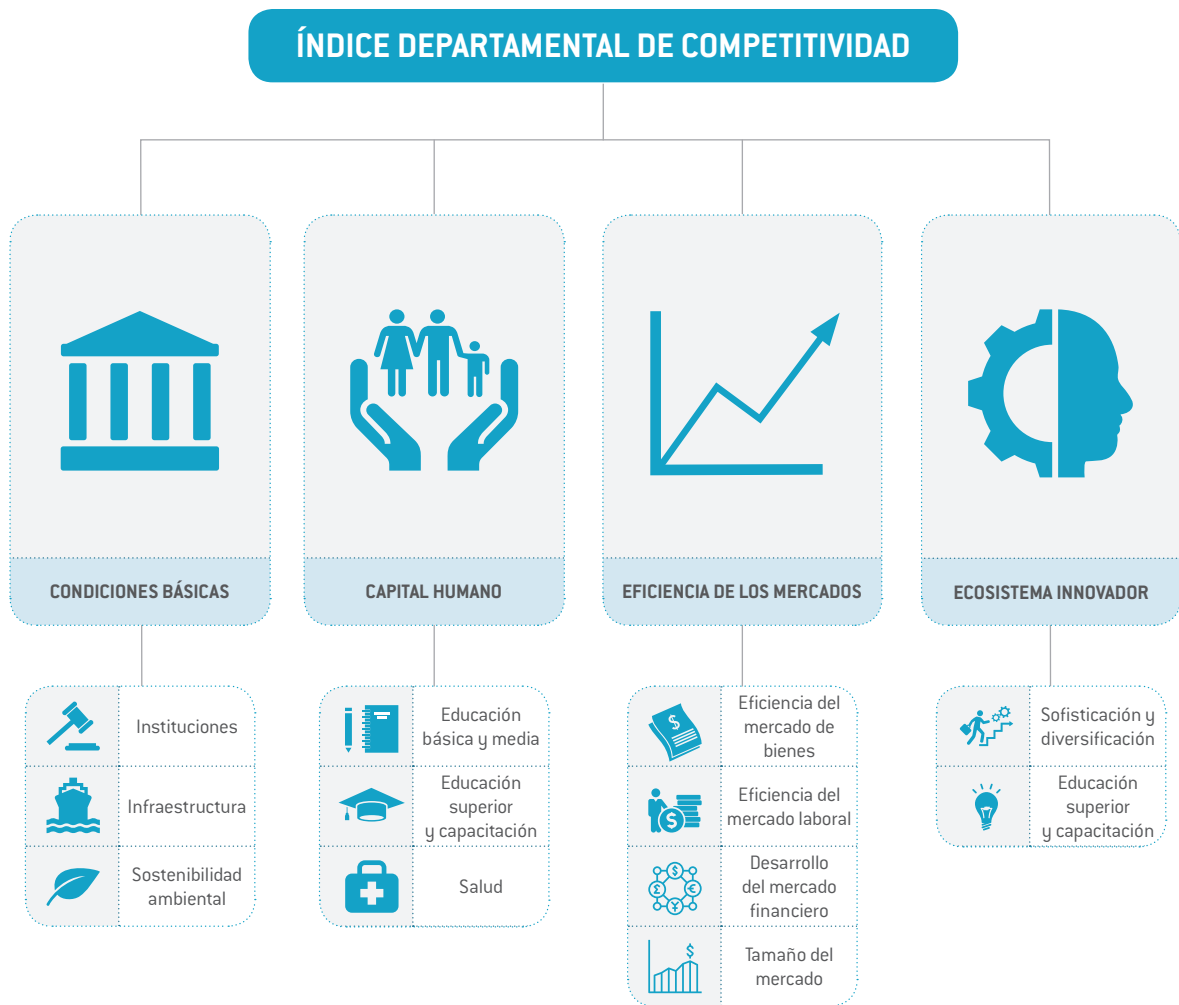 ÍNDICE DEPARTAMENTAL DE COMPETITIVIDAD
CONDICIONES BÁSICAS
CAPITAL HUMANO
EFICIENCIA DE LOS MERCADOS
ECOSISTEMA INNOVADOR
Instituciones
Infraestructura
Sostenibilidad
ambiental
Educación
básica y media
Educación
superior
y capacitación
Salud
$
Eficiencia del
mercado de
bienes
$
Eficiencia del
mercado laboral
$
£ €
¥
Desarrollo
del mercado
financiero
$
Tamaño del
mercado
Sofisticación y
diversificación
Educación
superior
y capacitación